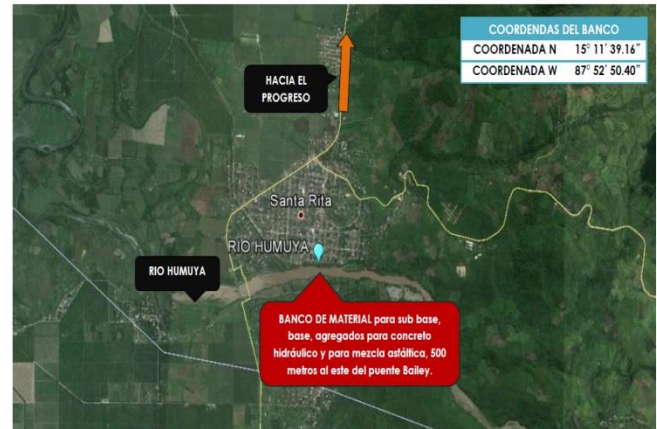 COORDENDAS DEL BANCO
COORDENADA N 15° 11' 39.16"
COORDENADA W 87° 52' 50.40"
HACIA EL
PROGRESO
Santa Rita
RIO HUMUYA
RIO HUMUYA
BANCO DE MATERIAL para sub base,
base, agregados para concreto
hidráulico y para mezcla asfáltica, 500
metros al este del puente Bailey.